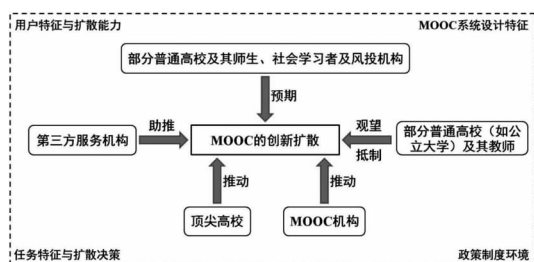 用户特征与扩散能力
MOOC系统设计特征
部分普通高校及其师生、社会学习者及风投机构
预期
助推
观望
第三方服务机构
MOOC的创新扩散
部分普通高校（如公
立大学）及其教师
抵制
推动
推动
顶尖高校
MOOC机构
任务特征与扩散决策
政策制度环境